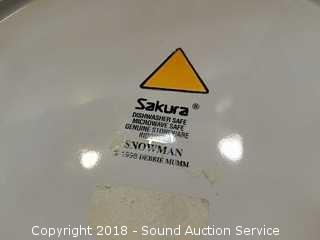 Sakura®
DISHWASHER SAFE
MICROWAVE SAFE
GENUINE STONEWARE
SNOWMAN
© 1998 DEBBIE MUMM
Copyright 2018 - Sound Auction Service